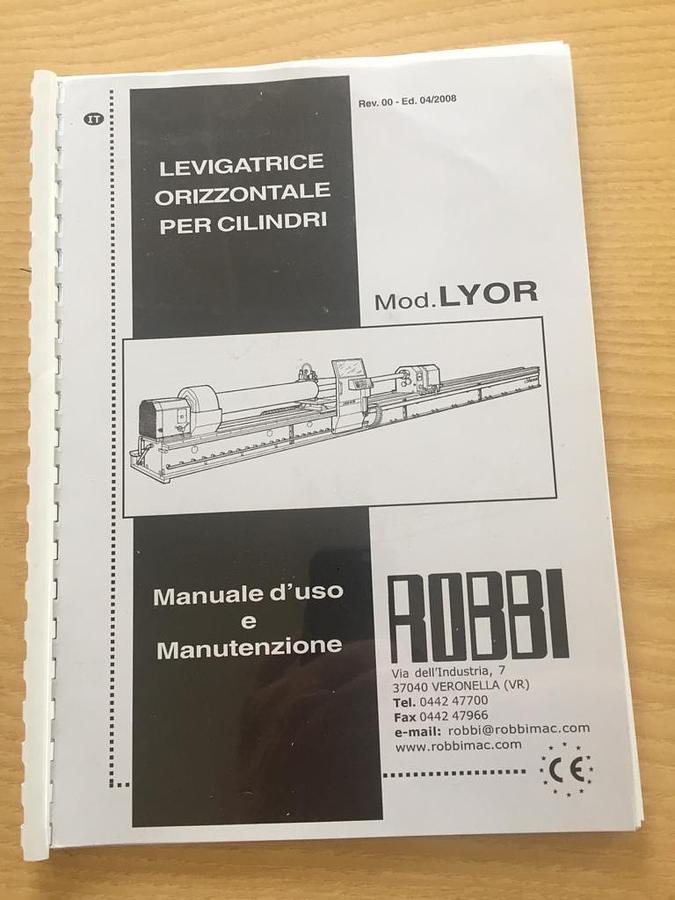 IT
Rev. 00 - Ed. 04/2008
LEVIGATRICE
ORIZZONTALE
PER CILINDRI
Mod.LYOR
Manuale d'uso
e
Manutenzione
ROBBI
Via dell'Industria, 7
37040 VERONELLA (VR)
Tel. 0442 47700
Fax 0442 47966
e-mail: robbi@robbimac.com
www.robbimac.com
CE